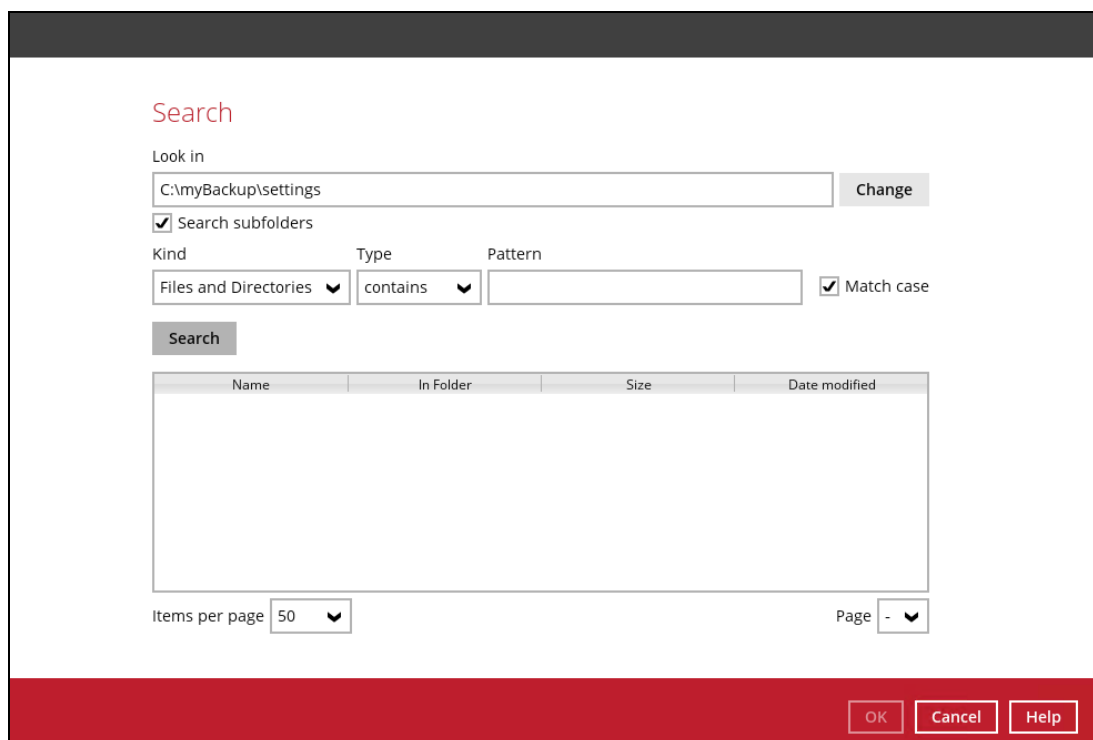 Search
Look in
C:\myBackup\settings Change
Search subfolders
Kind Type Pattern
Files and Directories contains Match case
Search
Name In Folder Size Date modified
Items per page 50 Page -
OK Cancel Help